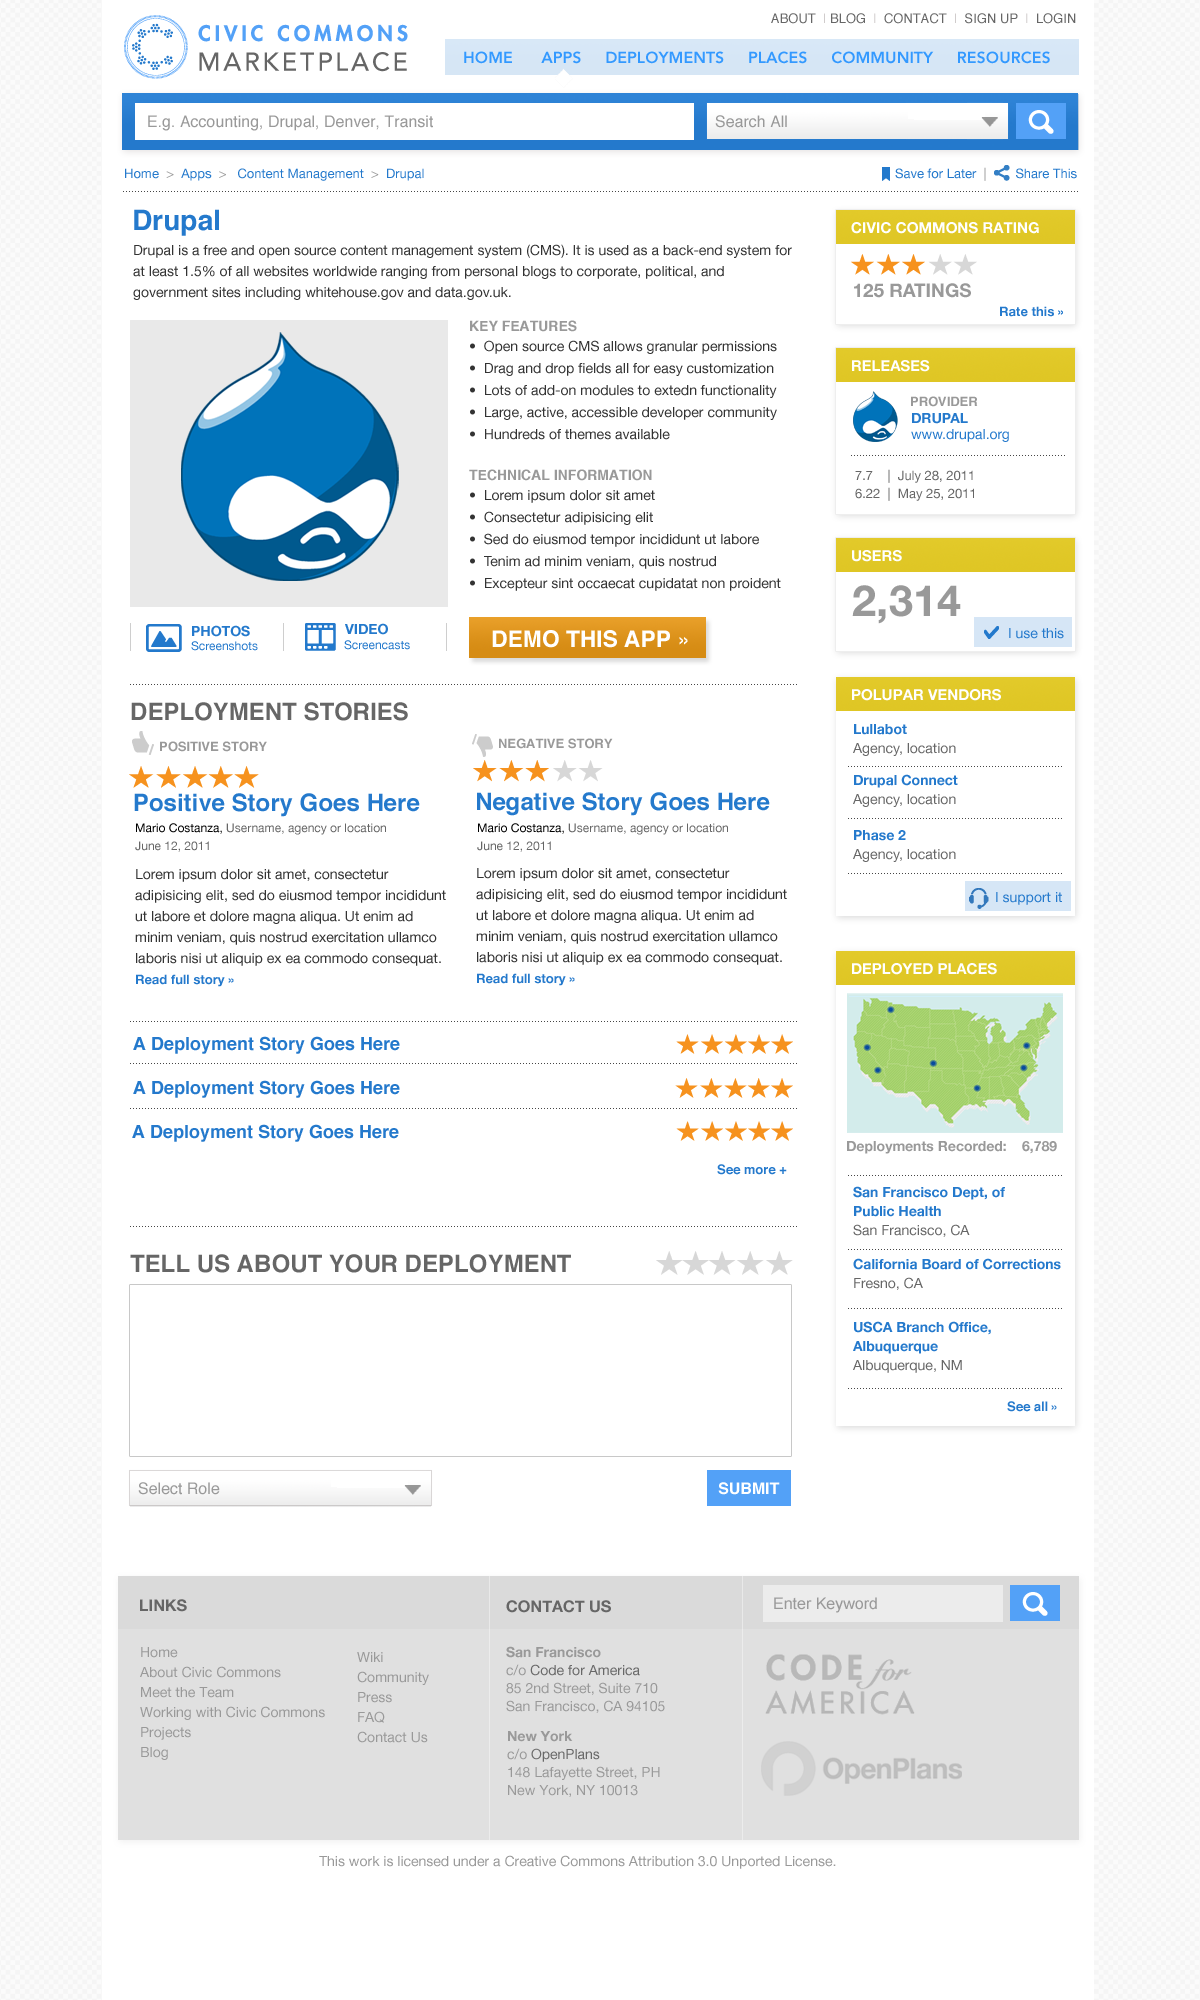 CIVIC COMMONS
MARKETPLACE
ABOUT | BLOG | CONTACT | SIGN UP | LOGIN
HOME APPS DEPLOYMENTS PLACES COMMUNITY RESOURCES
E.g. Accounting, Drupal, Denver, Transit
Search All
Home > Apps > Content Management > Drupal
Save for Later | Share This
Drupal
Drupal is a free and open source content management system (CMS). It is used as a back-end system for
at least 1.5% of all websites worldwide ranging from personal blogs to corporate, political, and
government sites including whitehouse.gov and data.gov.uk.
KEY FEATURES
• Open source CMS allows granular permissions
• Drag and drop fields all for easy customization
• Lots of add-on modules to extedn functionality
• Large, active, accessible developer community
• Hundreds of themes available
TECHNICAL INFORMATION
• Lorem ipsum dolor sit amet
• Consectetur adipisicing elit
• Sed do eiusmod tempor incididunt ut labore
• Tenim ad minim veniam, quis nostrud
• Excepteur sint occaecat cupidatat non proident
PHOTOS
Screenshots
VIDEO
Screencasts
DEMO THIS APP »
DEPLOYMENT STORIES
POSITIVE STORY
Positive Story Goes Here
Mario Costanza, Username, agency or location
June 12, 2011
Lorem ipsum dolor sit amet, consectetur
adipisicing elit, sed do eiusmod tempor incididunt
ut labore et dolore magna aliqua. Ut enim ad
minim veniam, quis nostrud exercitation ullamco
laboris nisi ut aliquip ex ea commodo consequat.
Read full story »
NEGATIVE STORY
Negative Story Goes Here
Mario Costanza, Username, agency or location
June 12, 2011
Lorem ipsum dolor sit amet, consectetur
adipisicing elit, sed do eiusmod tempor incididunt
ut labore et dolore magna aliqua. Ut enim ad
minim veniam, quis nostrud exercitation ullamco
laboris nisi ut aliquip ex ea commodo consequat.
Read full story »
A Deployment Story Goes Here
A Deployment Story Goes Here
A Deployment Story Goes Here
See more +
TELL US ABOUT YOUR DEPLOYMENT
Select Role
SUBMIT
CIVIC COMMONS RATING
125 RATINGS
Rate this »
RELEASES
PROVIDER
DRUPAL
www.drupal.org
7.7 | July 28, 2011
6.22 | May 25, 2011
USERS
2,314
I use this
POLUPAR VENDORS
Lullabot
Agency, location
Drupal Connect
Agency, location
Phase 2
Agency, location
I support it
DEPLOYED PLACES
Deployments Recorded: 6,789
San Francisco Dept, of
Public Health
San Francisco, CA
California Board of Corrections
Fresno, CA
USCA Branch Office,
Albuquerque
Albuquerque, NM
See all »
LINKS
Home
About Civic Commons
Meet the Team
Working with Civic Commons
Projects
Blog
Wiki
Community
Press
FAQ
Contact Us
CONTACT US
San Francisco
c/o Code for America
85 2nd Street, Suite 710
San Francisco, CA 94105
New York
c/o OpenPlans
148 Lafayette Street, PH
New York, NY 10013
Enter Keyword
CODE for
AMERICA
OpenPlans
This work is licensed under a Creative Commons Attribution 3.0 Unported License.